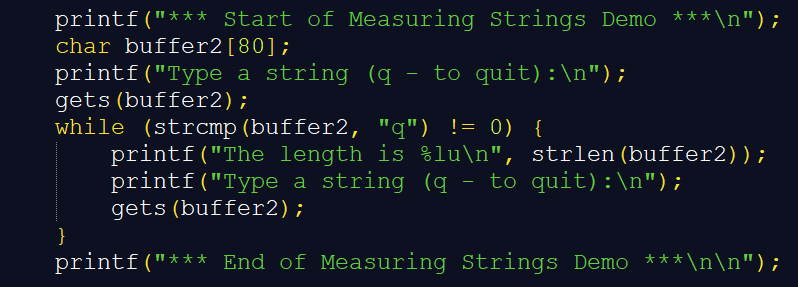 printf("*** Start of Measuring Strings Demo ***\n");
char buffer2[80];
printf("Type a string (q - to quit):\n");
gets(buffer2);
while (strcmp(buffer2, "q") != 0) {
    printf("The length is %lu\n", strlen(buffer2));
    printf("Type a string (q - to quit):\n");
    gets(buffer2);
}
printf("*** End of Measuring Strings Demo ***\n\n");